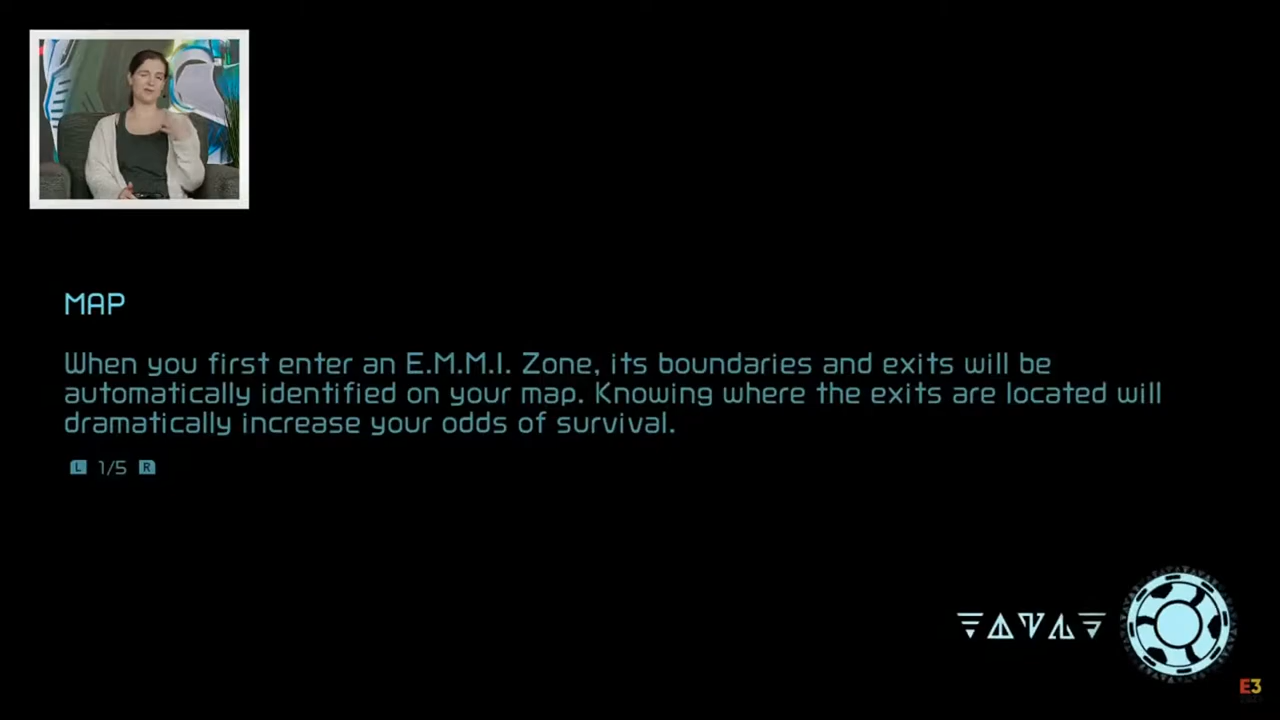 MAP
When you first enter an E.M.M.I. Zone, its boundaries and exits will be
automatically identified on your map. Knowing where the exits are located will
dramatically increase your odds of survival.
L 1/5 R
E3